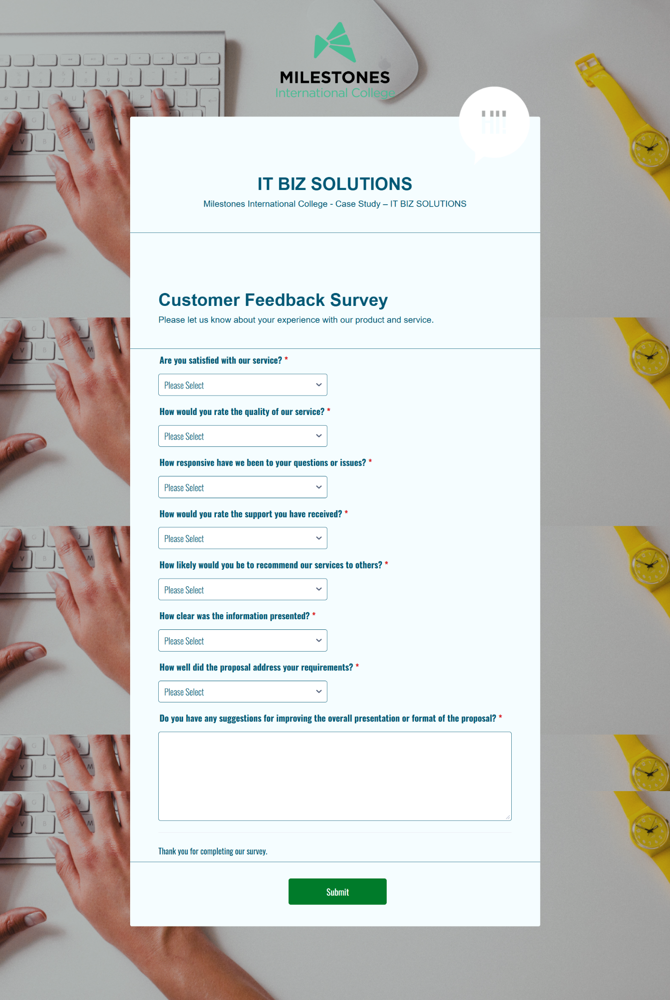 MILESTONES
International College
HI!
IT BIZ SOLUTIONS
Milestones International College - Case Study – IT BIZ SOLUTIONS
Customer Feedback Survey
Please let us know about your experience with our product and service.
Are you satisfied with our service? *
Please Select
How would you rate the quality of our service? *
Please Select
How responsive have we been to your questions or issues? *
Please Select
How would you rate the support you have received? *
Please Select
How likely would you be to recommend our services to others? *
Please Select
How clear was the information presented? *
Please Select
How well did the proposal address your requirements? *
Please Select
Do you have any suggestions for improving the overall presentation or format of the proposal? *
Thank you for completing our survey.
Submit